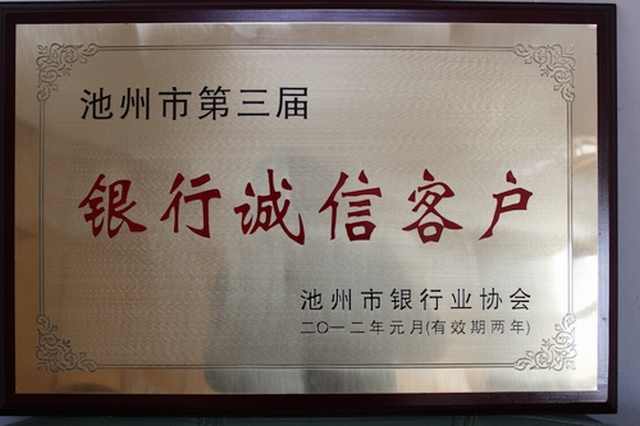 池州市第三届
银行诚信客户
池州市银行业协会
二〇一二年元月(有效期两年)